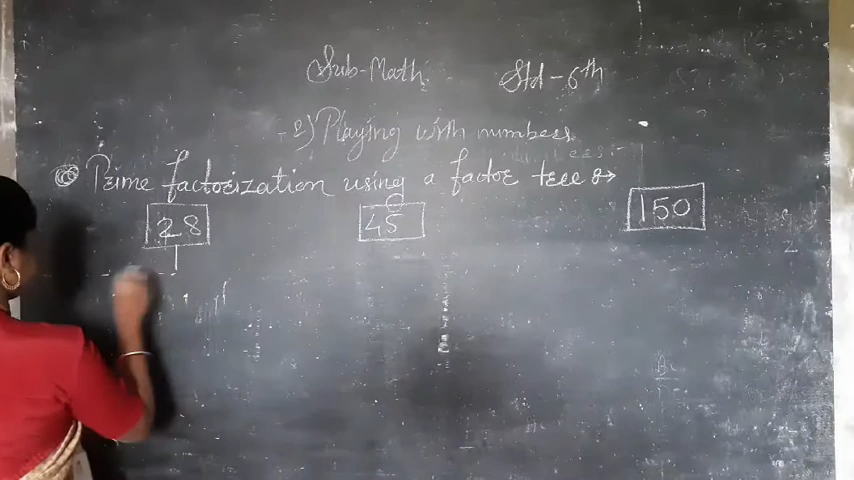 Sub-Math. Std-6th
2) Playing with numbers
Prime factorization using a factor tree :→
28 45 150